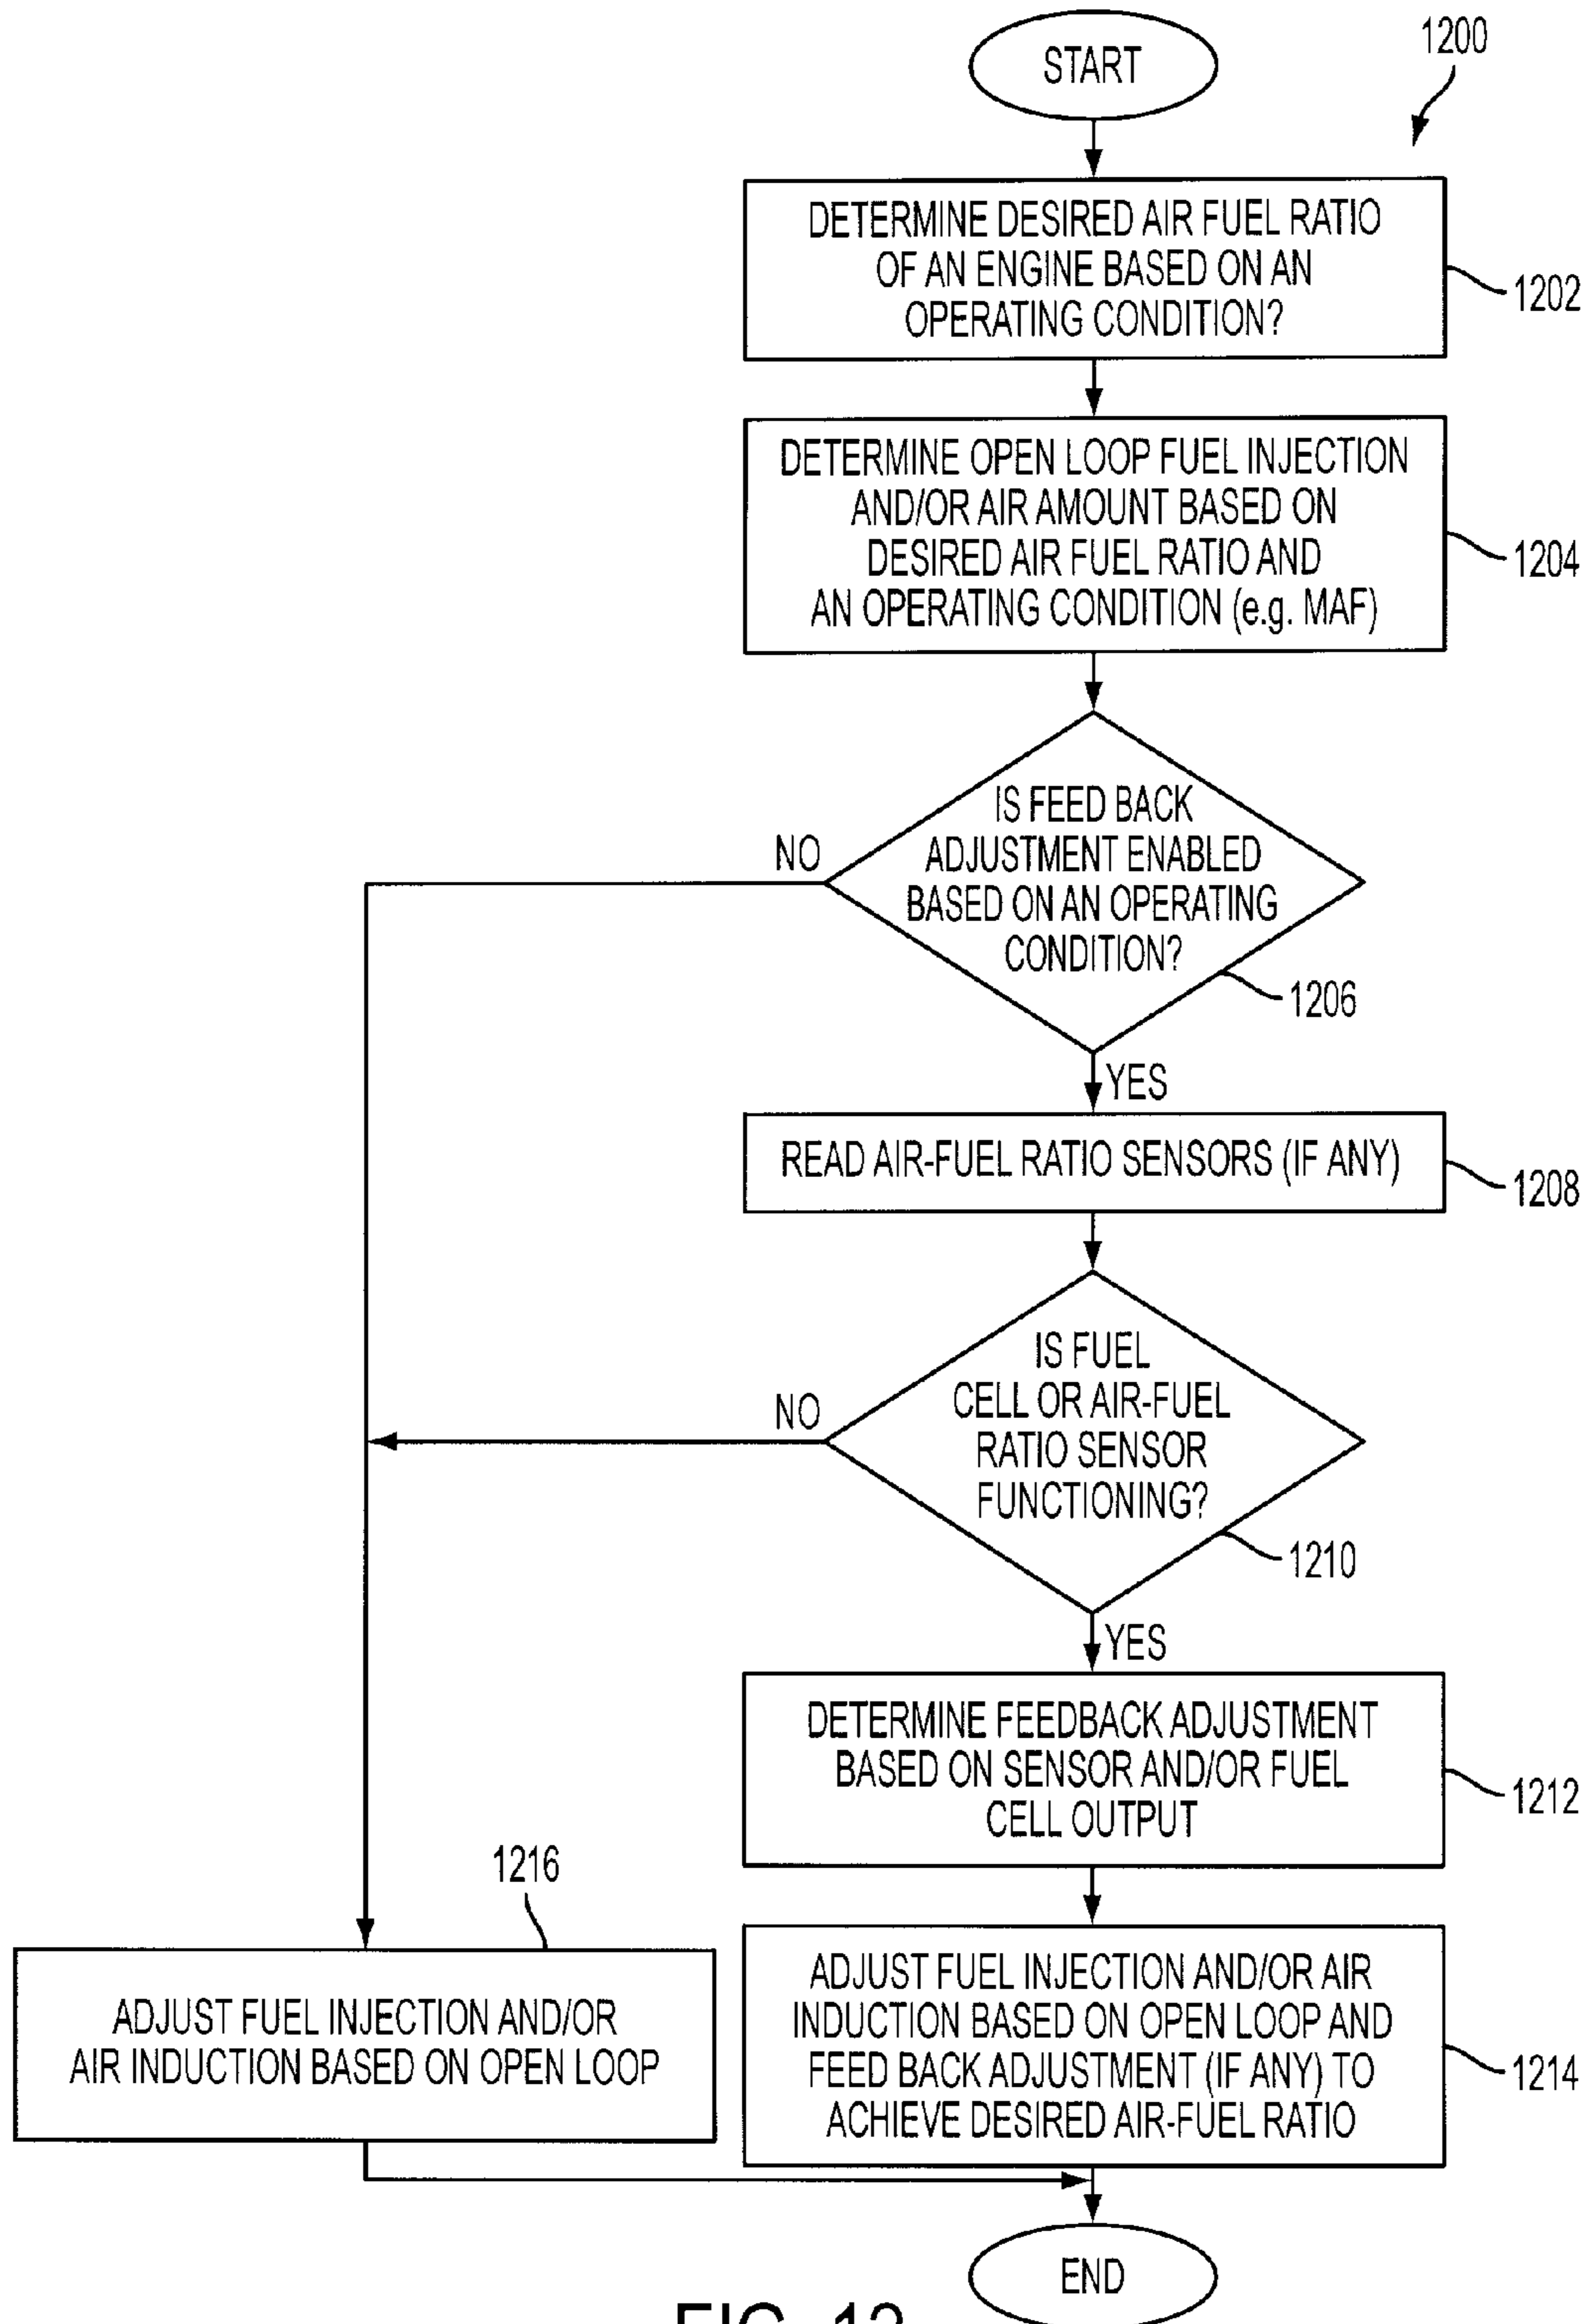 START
1200
DETERMINE DESIRED AIR FUEL RATIO
OF AN ENGINE BASED ON AN
OPERATING CONDITION?
1202
DETERMINE OPEN LOOP FUEL INJECTION
AND/OR AIR AMOUNT BASED ON
DESIRED AIR FUEL RATIO AND
AN OPERATING CONDITION (e.g. MAF)
1204
IS FEED BACK
ADJUSTMENT ENABLED
BASED ON AN OPERATING
CONDITION?
NO
1206
YES
READ AIR-FUEL RATIO SENSORS (IF ANY)
1208
IS FUEL
CELL OR AIR-FUEL
RATIO SENSOR
FUNCTIONING?
NO
1210
YES
DETERMINE FEEDBACK ADJUSTMENT
BASED ON SENSOR AND/OR FUEL
CELL OUTPUT
1212
1216
ADJUST FUEL INJECTION AND/OR
AIR INDUCTION BASED ON OPEN LOOP
ADJUST FUEL INJECTION AND/OR AIR
INDUCTION BASED ON OPEN LOOP AND
FEED BACK ADJUSTMENT (IF ANY) TO
ACHIEVE DESIRED AIR-FUEL RATIO
1214
END